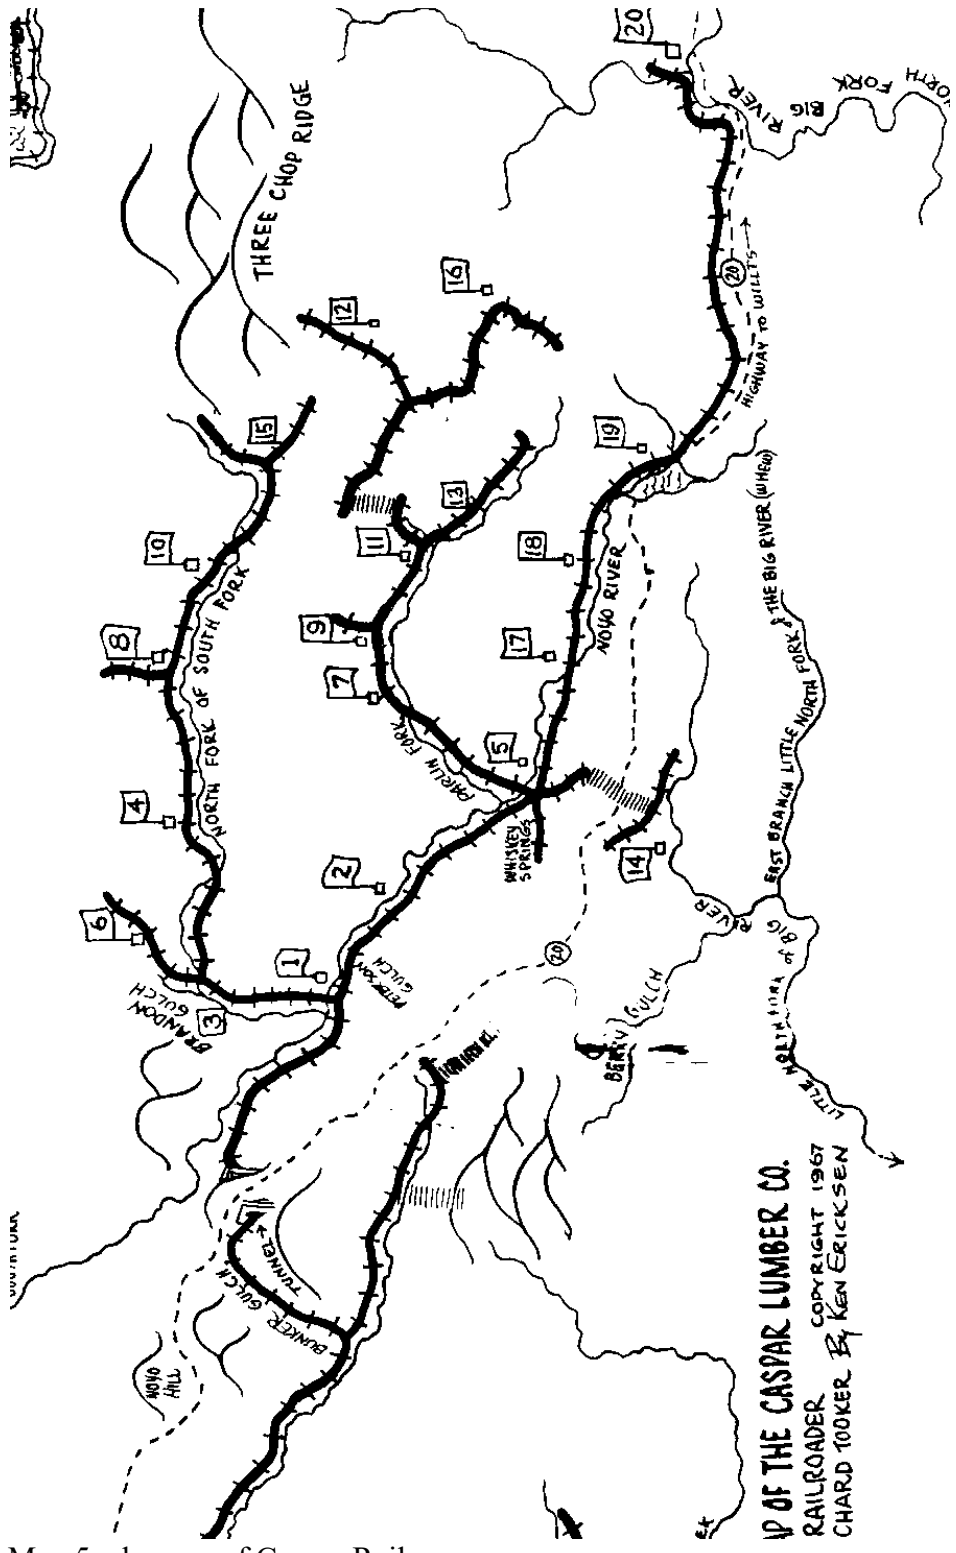 MAP OF THE CASPAR LUMBER CO.
RAILROADER COPYRIGHT 1967
CHARD TOOKER By KEN ERICKSEN
NOYO
HILL
BUNKER GULCH
TUNNEL
BRANDON
GULCH
NORTH FORK OF SOUTH FORK
THREE CHOP RIDGE
PETERSON
GULCH
PARLIN FORK
WHISKEY
SPRINGS
NOYO RIVER
HIGHWAY TO WILLITS
BERRY GULCH
RIVER
LITTLE NORTH FORK of BIG
EAST BRANCH LITTLE NORTH FORK of THE BIG RIVER (WHEW)
NORTH FORK BIG RIVER
1
2
3
4
5
6
7
8
9
10
11
12
13
14
15
16
17
18
19
20
20
20